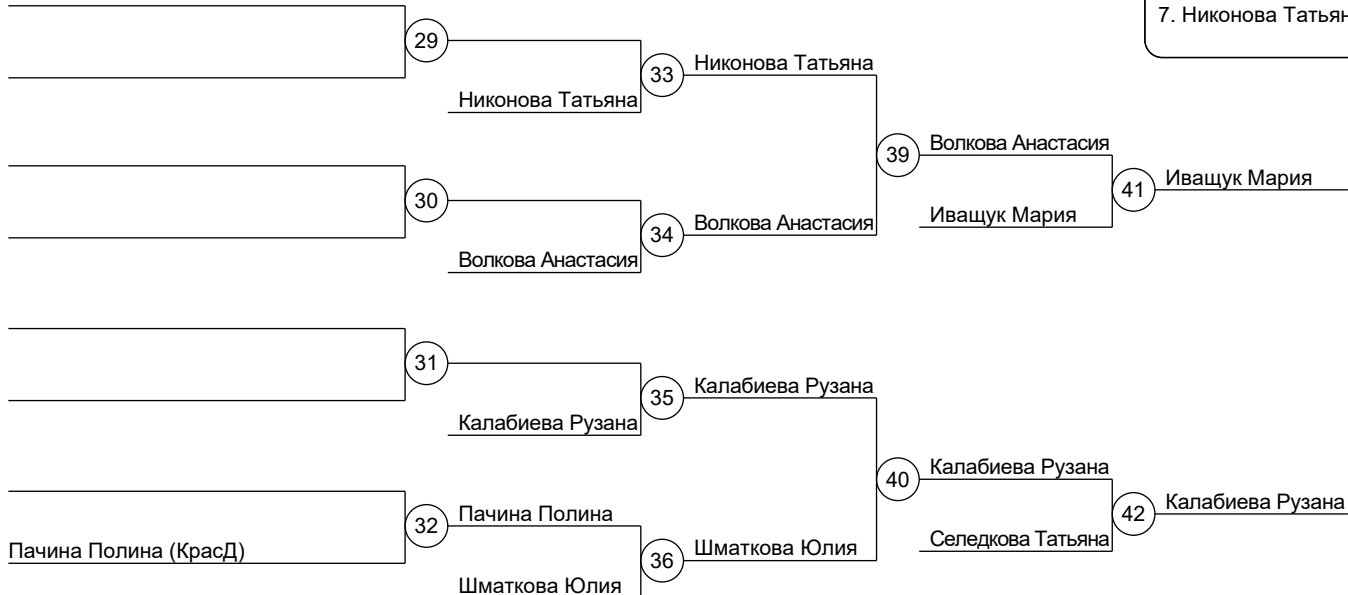 7. Никонова Татьян
29
33
Никонова Татьяна
Никонова Татьяна
39
Волкова Анастасия
30
41
Иващук Мария
34
Волкова Анастасия
Иващук Мария
Волкова Анастасия
31
35
Калабиева Рузана
Калабиева Рузана
40
Калабиева Рузана
32
Пачина Полина
42
Калабиева Рузана
Пачина Полина (КрасД)
36
Шматкова Юлия
Селедкова Татьяна
Шматкова Юлия